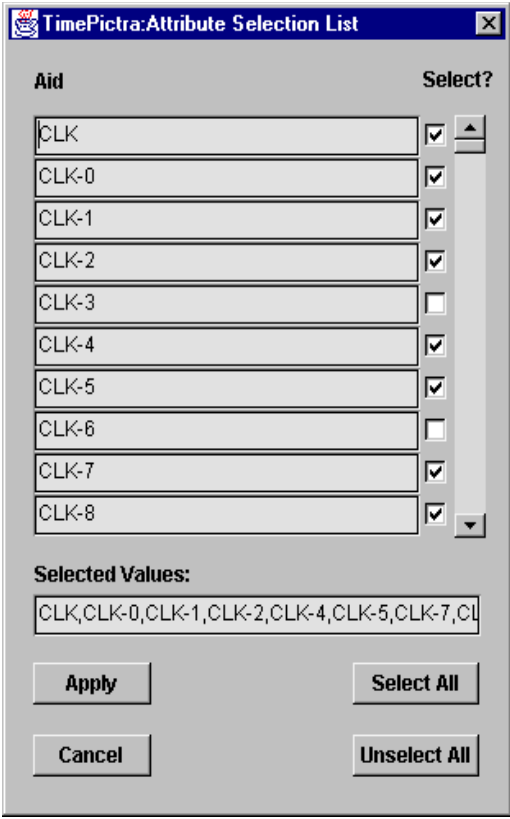 TimePictra:Attribute Selection List
Aid Select?
CLK
CLK-0
CLK-1
CLK-2
CLK-3
CLK-4
CLK-5
CLK-6
CLK-7
CLK-8
Selected Values:
CLK,CLK-0,CLK-1,CLK-2,CLK-4,CLK-5,CLK-7,CL
Apply Select All
Cancel Unselect All